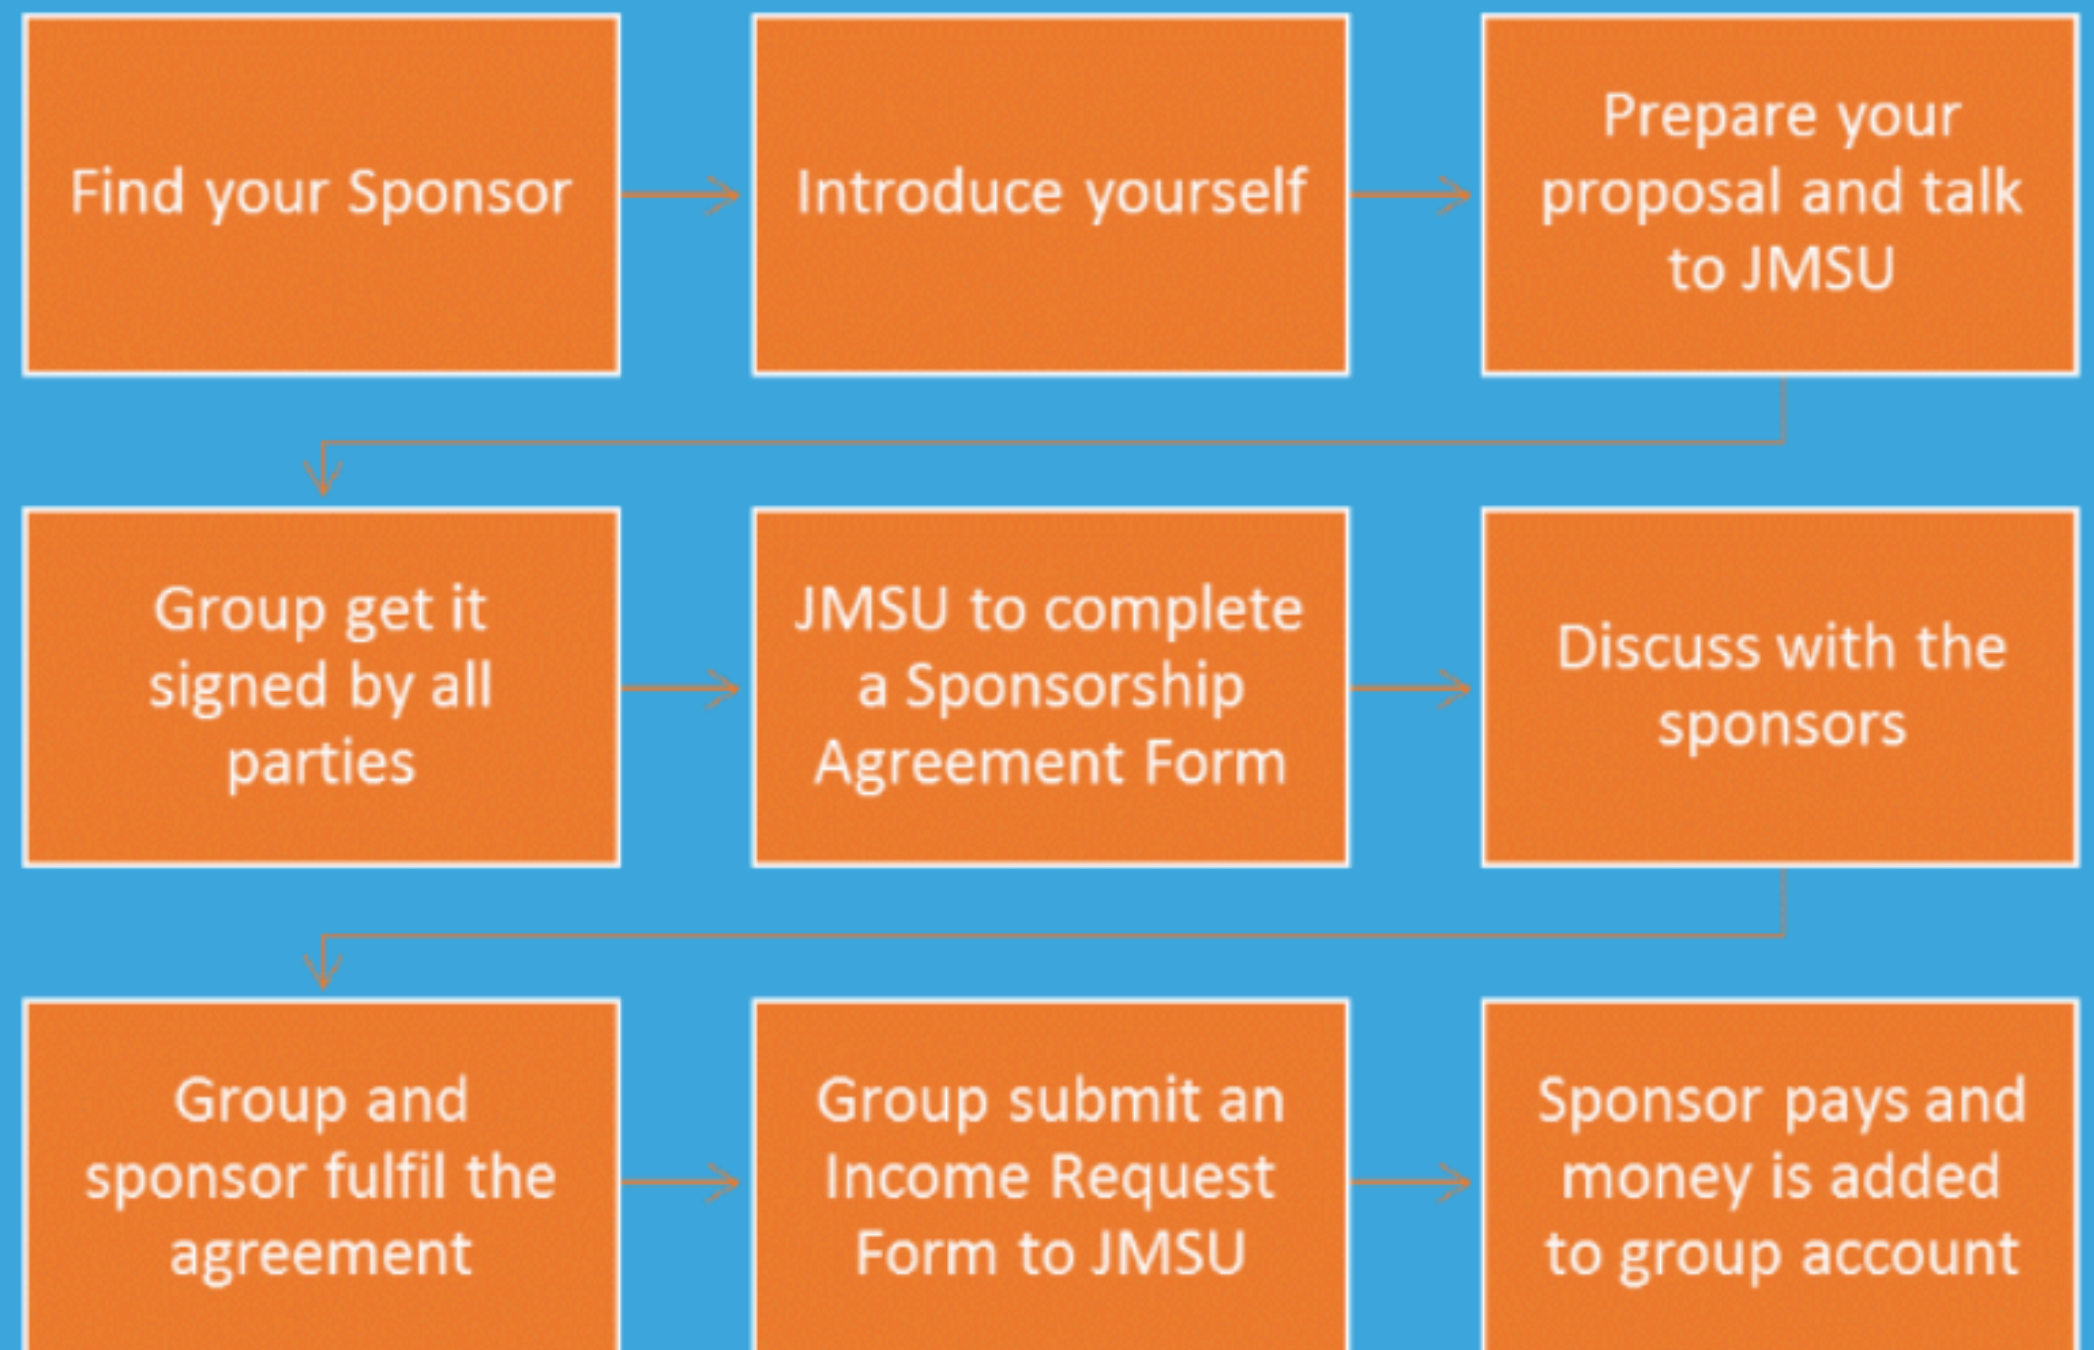 Find your Sponsor
Introduce yourself
Prepare your
proposal and talk
to JMSU
Group get it
signed by all
parties
JMSU to complete
a Sponsorship
Agreement Form
Discuss with the
sponsors
Group and
sponsor fulfil the
agreement
Group submit an
Income Request
Form to JMSU
Sponsor pays and
money is added
to group account